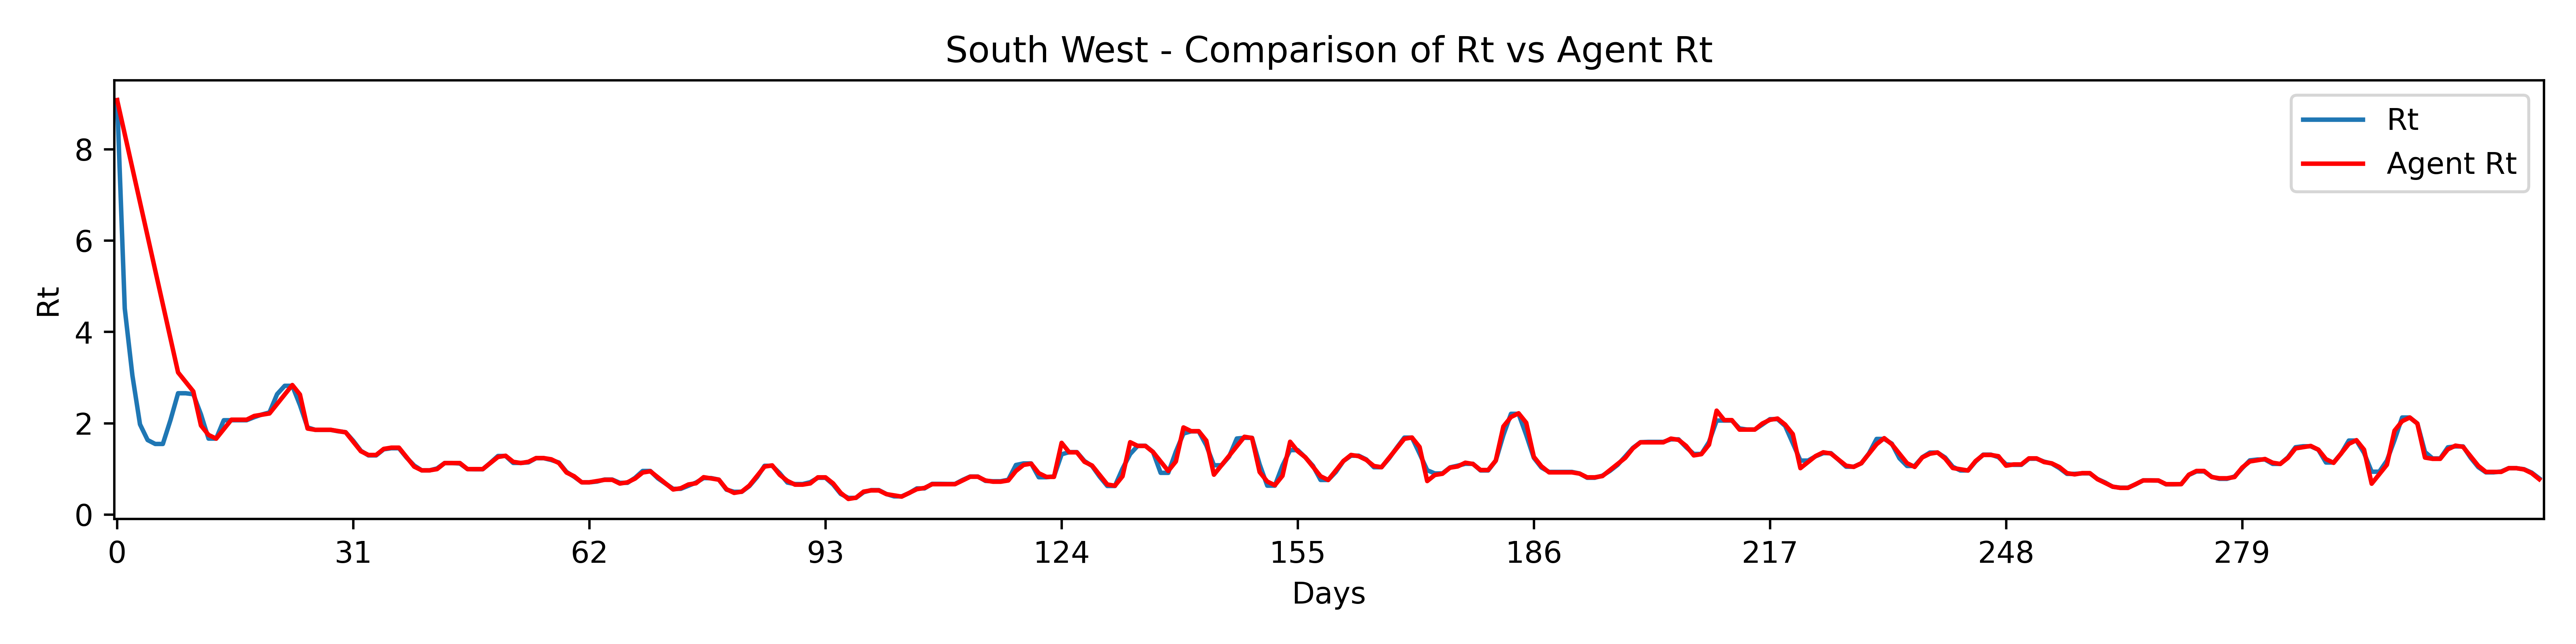 South West - Comparison of Rt vs Agent Rt
Rt
Agent Rt
8
6
4
2
0
Rt
0 31 62 93 124 155 186 217 248 279
Days